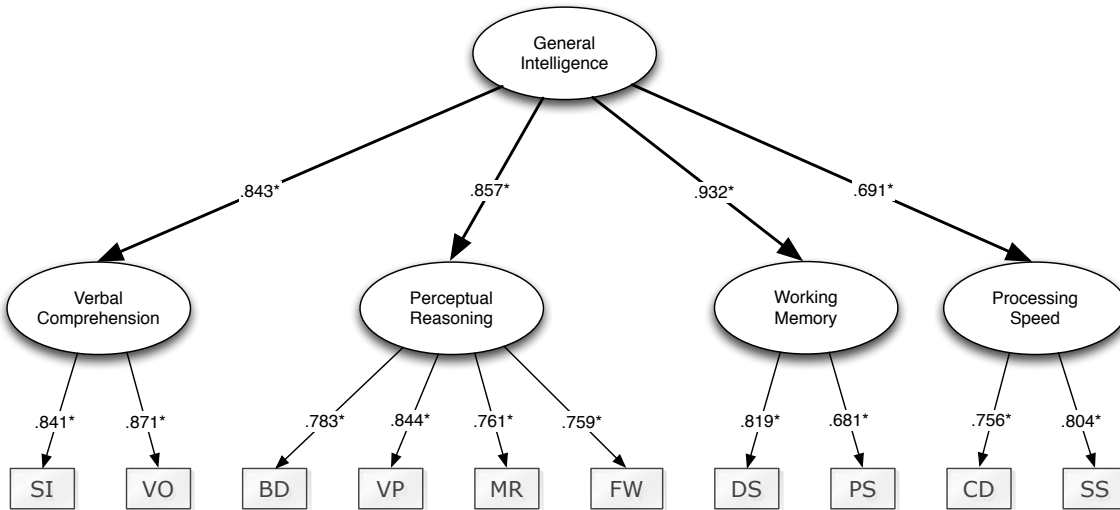 General
Intelligence
.843*
.857*
.932*
.691*
Verbal
Comprehension
Perceptual
Reasoning
Working
Memory
Processing
Speed
.841*
.871*
.783*
.844*
.761*
.759*
.819*
.681*
.756*
.804*
SI
VO
BD
VP
MR
FW
DS
PS
CD
SS